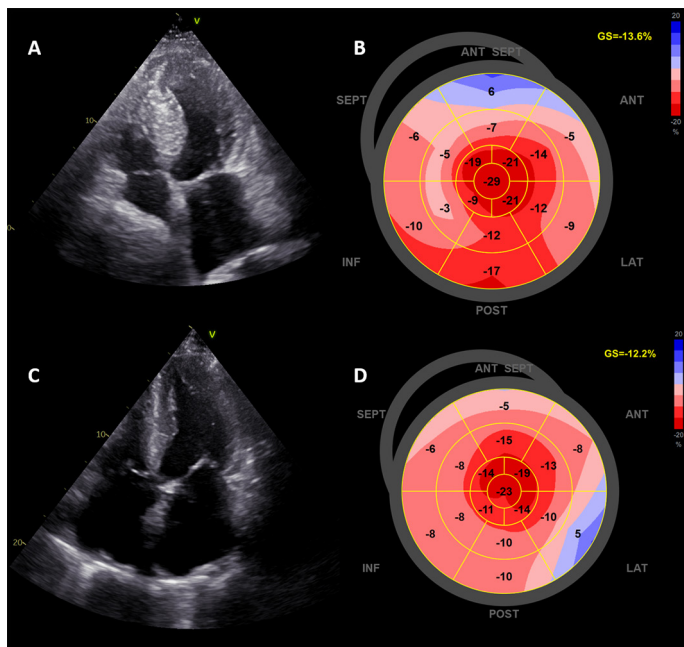 A
V
10
0
B
GS=-13.6%
20
-20
%
ANT SEPT
SEPT
ANT
6
-7
-6
-5
-5
-19
-21
-14
-29
-3
-9
-21
-12
-10
-9
-12
-17
INF
LAT
POST
C
V
10
20
D
GS=-12.2%
20
-20
%
ANT SEPT
SEPT
ANT
-5
-15
-6
-8
-8
-14
-19
-13
-23
-8
-8
-11
-14
-10
5
-10
-10
INF
LAT
POST